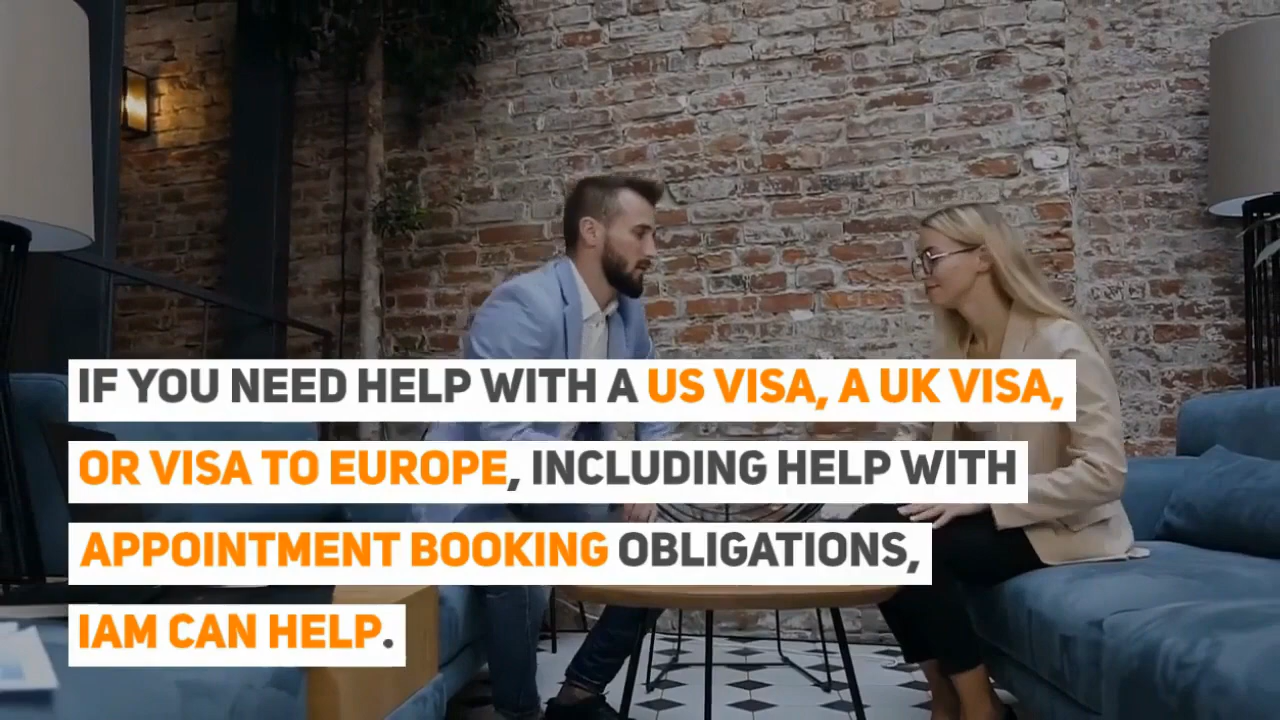 IF YOU NEED HELP WITH A US VISA, A UK VISA,
OR VISA TO EUROPE, INCLUDING HELP WITH
APPOINTMENT BOOKING OBLIGATIONS,
IAM CAN HELP.